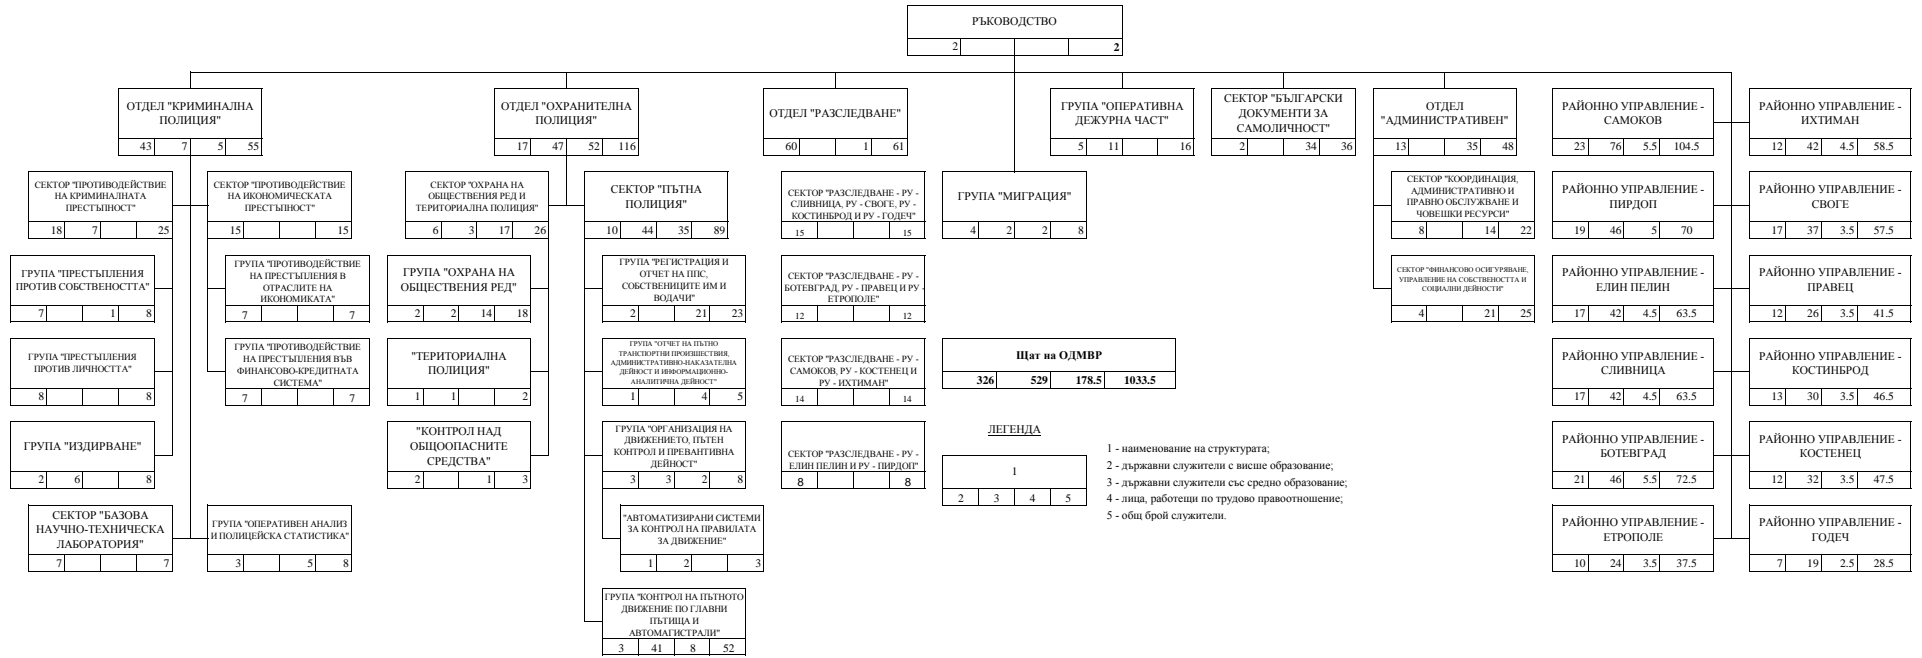 РЪКОВОДСТВО
2 2
ОТДЕЛ "КРИМИНАЛНА
ПОЛИЦИЯ"
43 7 5 55
СЕКТОР "ПРОТИВОДЕЙСТВИЕ
НА КРИМИНАЛНАТА
ПРЕСТЪПНОСТ"
18 7 25
ГРУПА "ПРЕСТЪПЛЕНИЯ
ПРОТИВ СОБСТВЕНОСТТА"
7 1 8
ГРУПА "ПРЕСТЪПЛЕНИЯ
ПРОТИВ ЛИЧНОСТТА"
8 8
ГРУПА "ИЗДИРВАНЕ"
2 6 8
СЕКТОР "БАЗОВА
НАУЧНО-ТЕХНИЧЕСКА
ЛАБОРАТОРИЯ"
7 7
СЕКТОР "ПРОТИВОДЕЙСТВИЕ
НА ИКОНОМИЧЕСКАТА
ПРЕСТЪПНОСТ"
15 15
ГРУПА "ПРОТИВОДЕЙСТВИЕ
НА ПРЕСТЪПЛЕНИЯ В
ОТРАСЛИТЕ НА
ИКОНОМИКАТА"
7 7
ГРУПА "ПРОТИВОДЕЙСТВИЕ
НА ПРЕСТЪПЛЕНИЯ ВЪВ
ФИНАНСОВО-КРЕДИТНАТА
СИСТЕМА"
7 7
ГРУПА "ОПЕРАТИВЕН АНАЛИЗ
И ПОЛИЦЕЙСКА СТАТИСТИКА"
3 5 8
ОТДЕЛ "ОХРАНИТЕЛНА
ПОЛИЦИЯ"
17 47 52 116
СЕКТОР "ОХРАНА НА
ОБЩЕСТВЕНИЯ РЕД И
ТЕРИТОРИАЛНА ПОЛИЦИЯ"
6 3 17 26
ГРУПА "ОХРАНА НА
ОБЩЕСТВЕНИЯ РЕД"
2 2 14 18
"ТЕРИТОРИАЛНА
ПОЛИЦИЯ"
1 1 2
"КОНТРОЛ НАД
ОБЩООПАСНИТЕ
СРЕДСТВА"
2 1 3
СЕКТОР "ПЪТНА
ПОЛИЦИЯ"
10 44 35 89
ГРУПА "РЕГИСТРАЦИЯ И
ОТЧЕТ НА ППС,
СОБСТВЕНИЦИТЕ ИМ И
ВОДАЧИ"
2 21 23
ГРУПА "ОТЧЕТ НА ПЪТНО
ТРАНСПОРТНИ ПРОИЗШЕСТВИЯ,
АДМИНИСТРАТИВНО-НАКАЗАТЕЛНА
ДЕЙНОСТ И ИНФОРМАЦИОННО-
АНАЛИТИЧНА ДЕЙНОСТ"
1 4 5
ГРУПА "ОРГАНИЗАЦИЯ НА
ДВИЖЕНИЕТО, ПЪТЕН
КОНТРОЛ И ПРЕВАНТИВНА
ДЕЙНОСТ"
3 3 2 8
"АВТОМАТИЗИРАНИ СИСТЕМИ
ЗА КОНТРОЛ НА ПРАВИЛАТА
ЗА ДВИЖЕНИЕ"
1 2 3
ГРУПА "КОНТРОЛ НА ПЪТНОТО
ДВИЖЕНИЕ ПО ГЛАВНИ
ПЪТИЩА И
АВТОМАГИСТРАЛИ"
3 41 8 52
ОТДЕЛ "РАЗСЛЕДВАНЕ"
60 1 61
СЕКТОР "РАЗСЛЕДВАНЕ - РУ -
СЛИВНИЦА, РУ - СВОГЕ, РУ -
КОСТИНБРОД И РУ - ГОДЕЧ"
15 15
СЕКТОР "РАЗСЛЕДВАНЕ - РУ -
БОТЕВГРАД, РУ - ПРАВЕЦ И РУ -
ЕТРОПОЛЕ"
12 12
СЕКТОР "РАЗСЛЕДВАНЕ - РУ -
САМОКОВ, РУ - КОСТЕНЕЦ И
РУ - ИХТИМАН"
14 14
СЕКТОР "РАЗСЛЕДВАНЕ - РУ -
ЕЛИН ПЕЛИН И РУ - ПИРДОП"
8 8
ГРУПА "МИГРАЦИЯ"
4 2 2 8
ГРУПА "ОПЕРАТИВНА
ДЕЖУРНА ЧАСТ"
5 11 16
СЕКТОР "БЪЛГАРСКИ
ДОКУМЕНТИ ЗА
САМОЛИЧНОСТ"
2 34 36
ОТДЕЛ
"АДМИНИСТРАТИВЕН"
13 35 48
СЕКТОР "КООРДИНАЦИЯ,
АДМИНИСТРАТИВНО И
ПРАВНО ОБСЛУЖВАНЕ И
ЧОВЕШКИ РЕСУРСИ"
8 14 22
СЕКТОР "ФИНАНСОВО ОСИГУРЯВАНЕ,
УПРАВЛЕНИЕ НА СОБСТВЕНОСТТА И
СОЦИАЛНИ ДЕЙНОСТИ"
4 21 25
Щат на ОДМВР
326 529 178.5 1033.5
ЛЕГЕНДА
1
2 3 4 5
1 - наименование на структурата;
2 - държавни служители с висше образование;
3 - държавни служители със средно образование;
4 - лица, работещи по трудово правоотношение;
5 - общ брой служители.
РАЙОННО УПРАВЛЕНИЕ -
САМОКОВ
23 76 5.5 104.5
РАЙОННО УПРАВЛЕНИЕ -
ПИРДОП
19 46 5 70
РАЙОННО УПРАВЛЕНИЕ -
ЕЛИН ПЕЛИН
17 42 4.5 63.5
РАЙОННО УПРАВЛЕНИЕ -
СЛИВНИЦА
17 42 4.5 63.5
РАЙОННО УПРАВЛЕНИЕ -
БОТЕВГРАД
21 46 5.5 72.5
РАЙОННО УПРАВЛЕНИЕ -
ЕТРОПОЛЕ
10 24 3.5 37.5
РАЙОННО УПРАВЛЕНИЕ -
ИХТИМАН
12 42 4.5 58.5
РАЙОННО УПРАВЛЕНИЕ -
СВОГЕ
17 37 3.5 57.5
РАЙОННО УПРАВЛЕНИЕ -
ПРАВЕЦ
12 26 3.5 41.5
РАЙОННО УПРАВЛЕНИЕ -
КОСТИНБРОД
13 30 3.5 46.5
РАЙОННО УПРАВЛЕНИЕ -
КОСТЕНЕЦ
12 32 3.5 47.5
РАЙОННО УПРАВЛЕНИЕ -
ГОДЕЧ
7 19 2.5 28.5